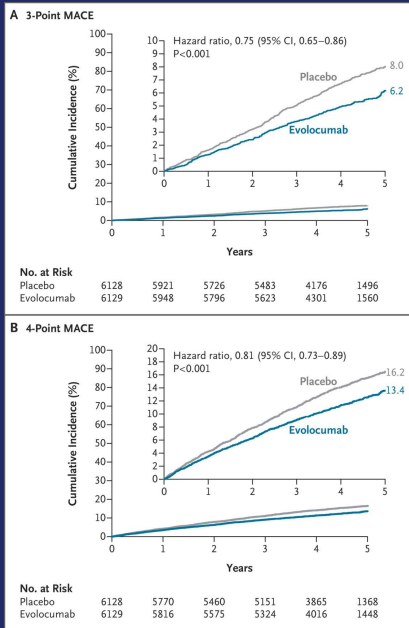 A 3-Point MACE
Cumulative Incidence (%)
100
90
80
70
60
50
40
30
20
10
0
10
9
8
7
6
5
4
3
2
1
0
Hazard ratio, 0.75 (95% CI, 0.65–0.86)
P<0.001
Placebo
8.0
6.2
Evolocumab
0 1 2 3 4 5
0 1 2 3 4 5
Years
No. at Risk
Placebo 6128 5921 5726 5483 4176 1496
Evolocumab 6129 5948 5796 5623 4301 1560
B 4-Point MACE
Cumulative Incidence (%)
100
90
80
70
60
50
40
30
20
10
0
20
18
16
14
12
10
8
6
4
2
0
Hazard ratio, 0.81 (95% CI, 0.73–0.89)
P<0.001
Placebo
16.2
13.4
Evolocumab
0 1 2 3 4 5
0 1 2 3 4 5
Years
No. at Risk
Placebo 6128 5770 5460 5151 3865 1368
Evolocumab 6129 5816 5575 5324 4016 1448